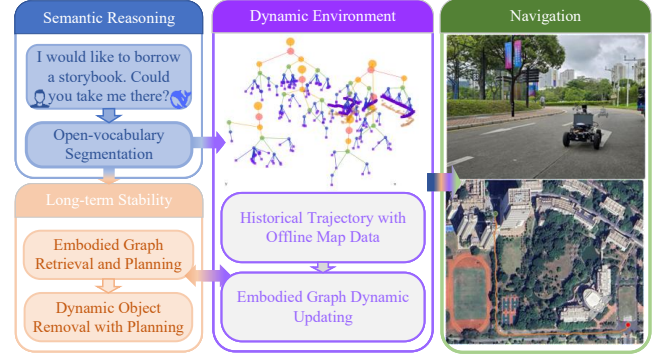 Semantic Reasoning
I would like to borrow
a storybook. Could
you take me there?
Open-vocabulary
Segmentation
Long-term Stability
Embodied Graph
Retrieval and Planning
Dynamic Object
Removal with Planning
Dynamic Environment
Historical Trajectory with
Offline Map Data
Embodied Graph Dynamic
Updating
Navigation